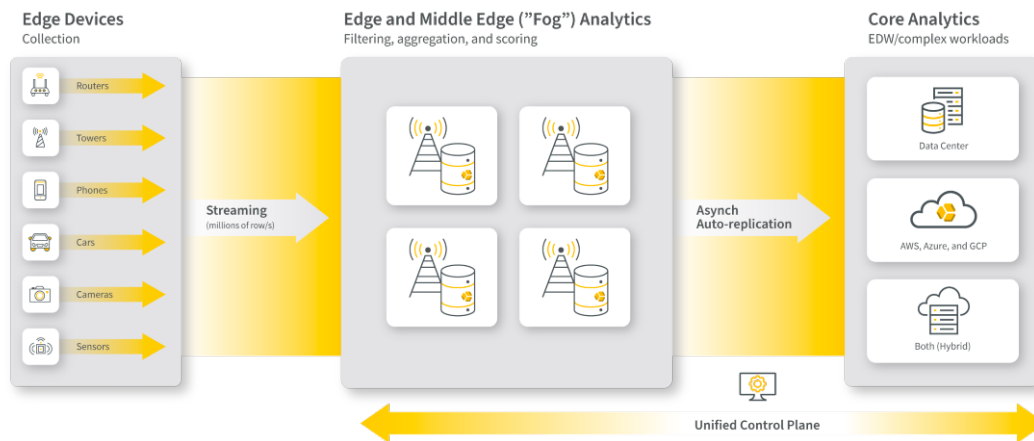 Edge Devices
Collection
Routers
Towers
Phones
Cars
Cameras
Sensors
Streaming
(millions of row/s)
Edge and Middle Edge (”Fog”) Analytics
Filtering, aggregation, and scoring
Asynch
Auto-replication
Core Analytics
EDW/complex workloads
Data Center
AWS, Azure, and GCP
Both (Hybrid)
Unified Control Plane